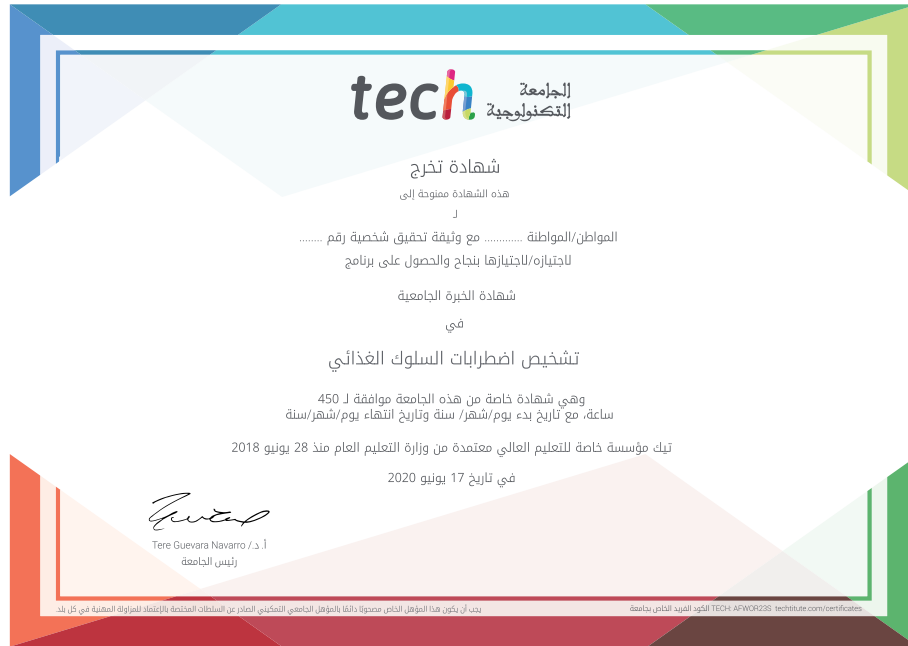 tech الجامعة
التكنولوجية
شهادة تخرج
هذه الشهادة ممنوحة إلى
لـ
المواطن/المواطنة ............ مع وثيقة تحقيق شخصية رقم ........
لاجتيازه/لاجتيازها بنجاح والحصول على برنامج
شهادة الخبرة الجامعية
في
تشخيص اضطرابات السلوك الغذائي
وهي شهادة خاصة من هذه الجامعة موافقة لـ 450
ساعة، مع تاريخ بدء يوم/شهر/ سنة وتاريخ انتهاء يوم/شهر/سنة
تيك مؤسسة خاصة للتعليم العالي معتمدة من وزارة التعليم العام منذ 28 يونيو 2018
في تاريخ 17 يونيو 2020
أ. د./ Tere Guevara Navarro
رئيس الجامعة
يجب أن يكون هذا المؤهل الخاص مصحوبًا دائمًا بالمؤهل الجامعي التمكيني الصادر عن السلطات المختصة بالإعتماد للمزاولة المهنية في كل بلد.
الكود الفريد الخاص بجامعة TECH: AFWOR23S techtitute.com/certificates